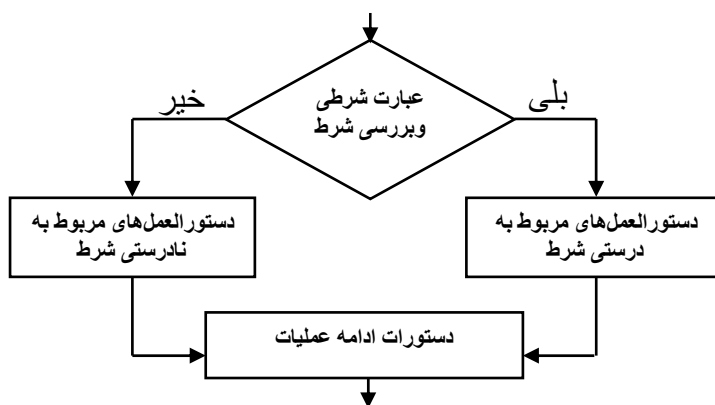 عبارت شرطی
وبررسی شرط
بلی
خیر
دستورالعمل‌های مربوط به
درستی شرط
دستورالعمل‌های مربوط به
نادرستی شرط
دستورات ادامه عملیات